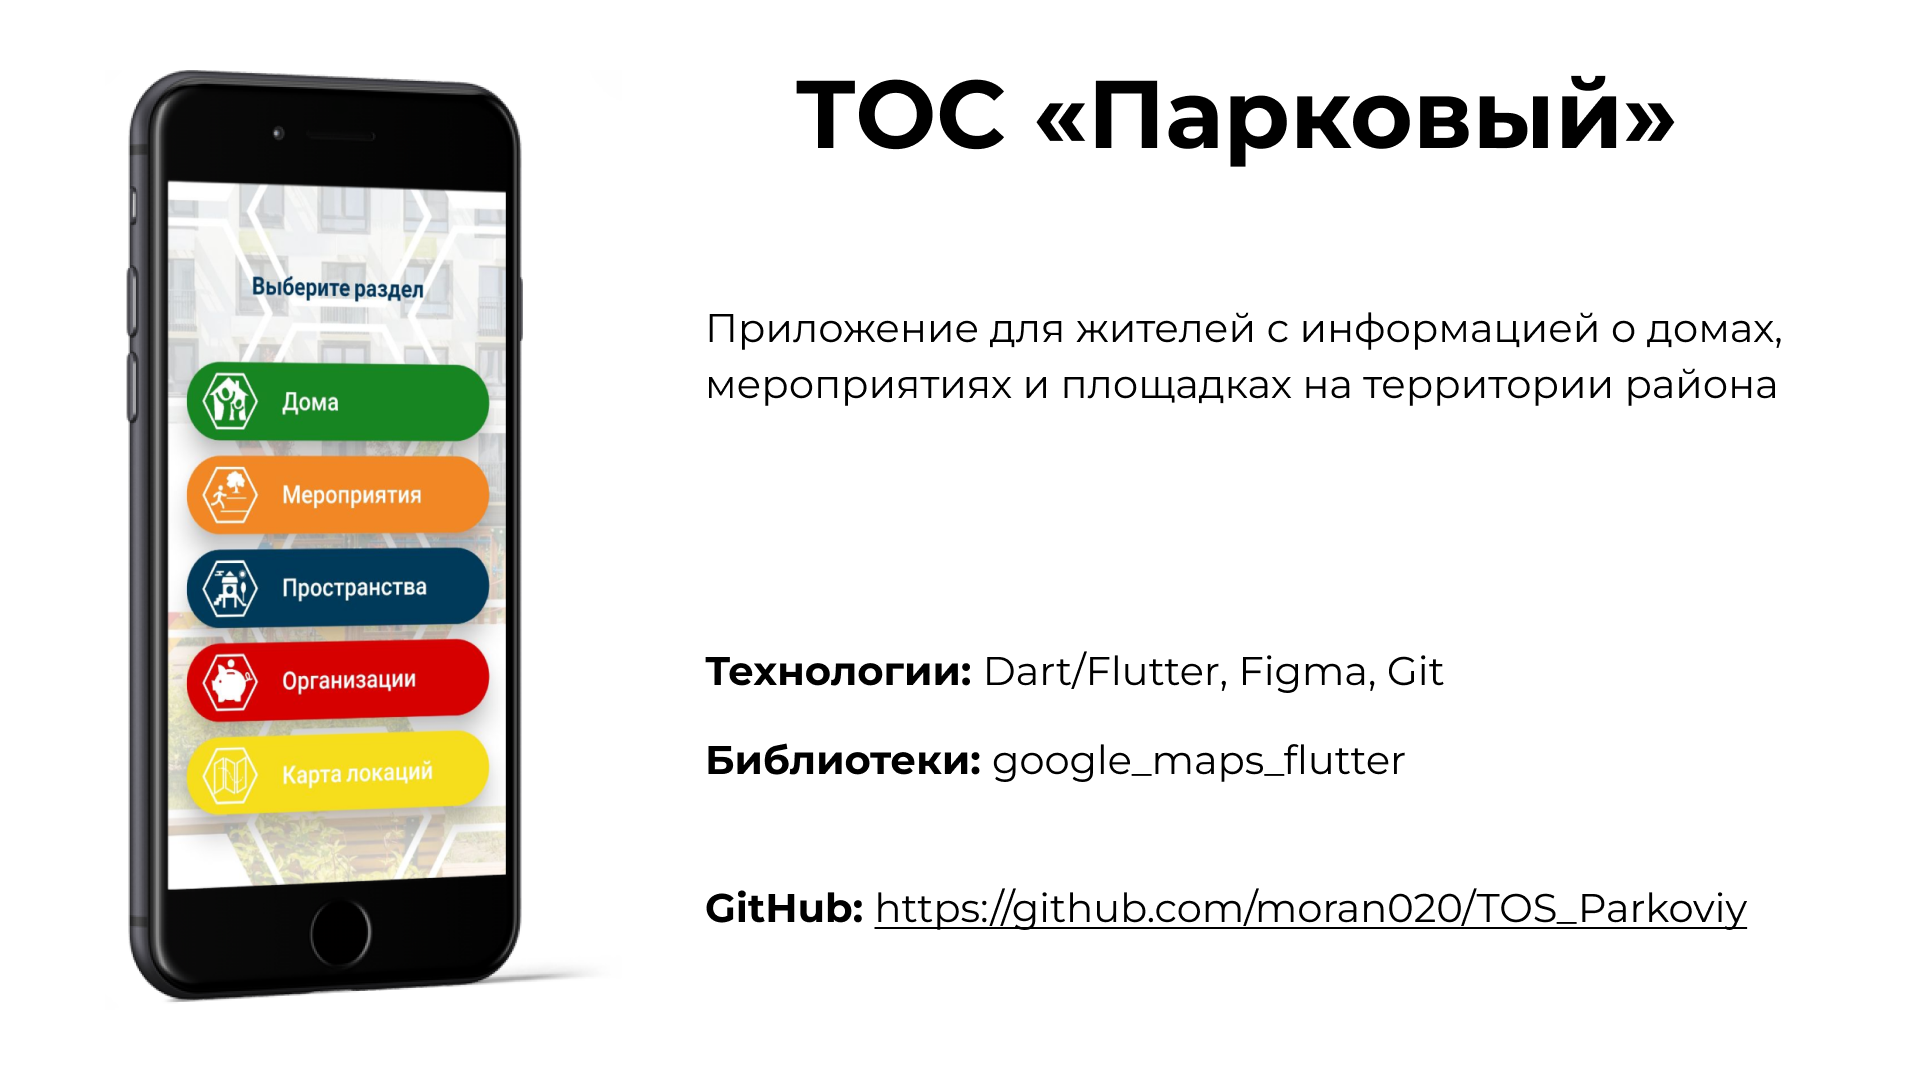 ТОС «Парковый»
Выберите раздел
Дома
Мероприятия
Пространства
Организации
Карта локаций
Приложение для жителей с информацией о домах,
мероприятиях и площадках на территории района
Технологии: Dart/Flutter, Figma, Git
Библиотеки: google_maps_flutter
GitHub: https://github.com/moran020/TOS_Parkoviy